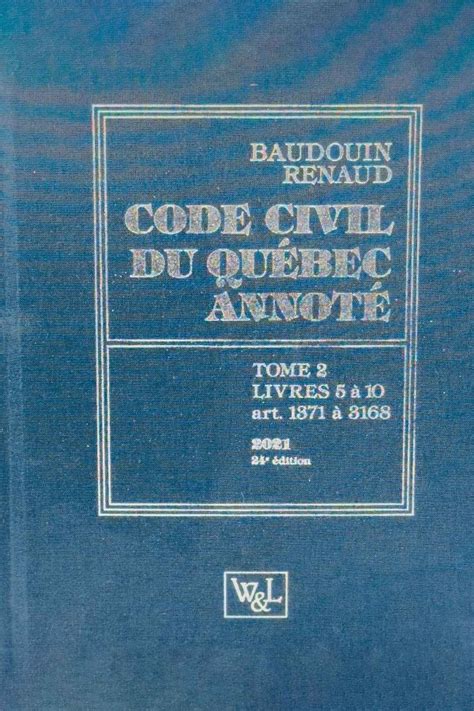 BAUDOUIN
RENAUD
CODE CIVIL
DU QUÉBEC
ANNOTÉ
TOME 2
LIVRES 5 à 10
art. 1371 à 3168
2021
24e édition
W&L